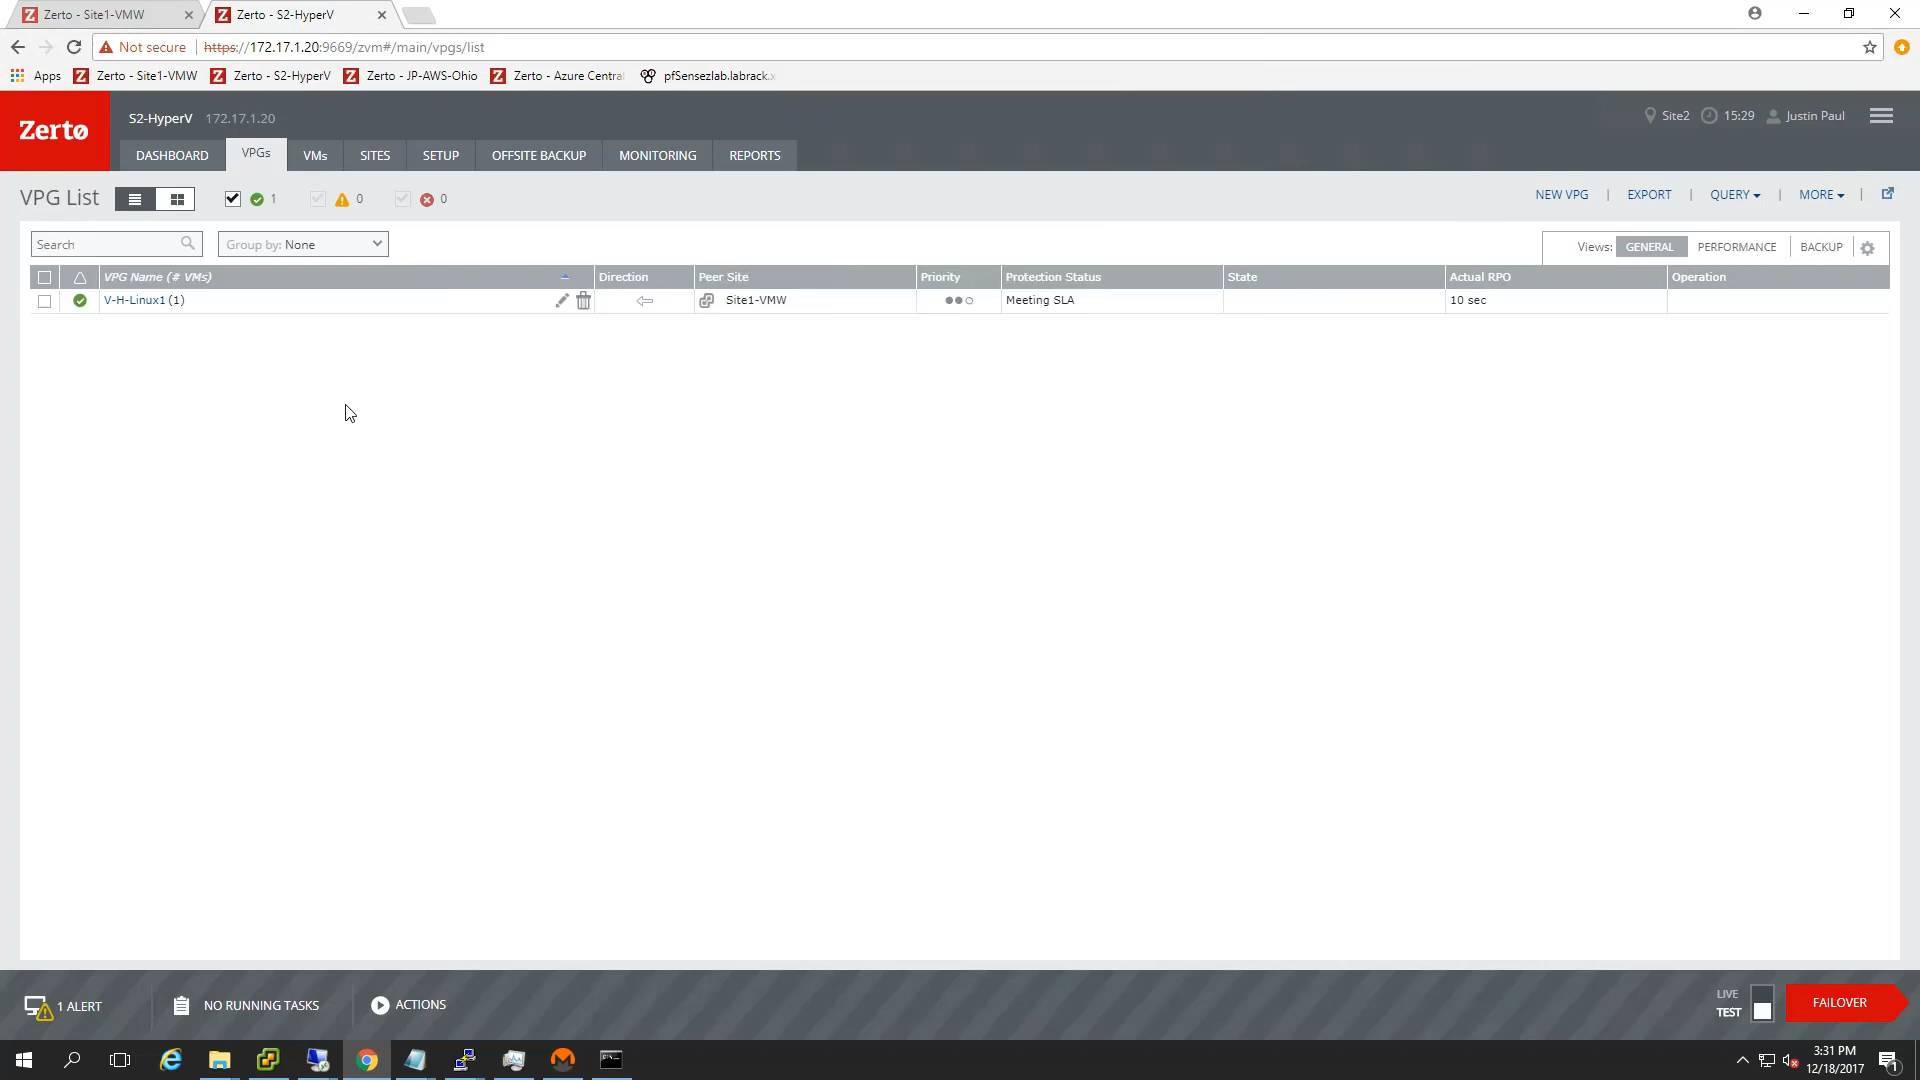 Zerto - Site1-VMW
Zerto - S2-HyperV
Not secure
https://172.17.1.20:9669/zvm#/main/vpgs/list
Apps
Zerto - Site1-VMW
Zerto - S2-HyperV
Zerto - JP-AWS-Ohio
Zerto - Azure Central
pfSensezlab.labrack.x
Zerto
S2-HyperV 172.17.1.20
Site2 15:29 Justin Paul
DASHBOARD VPGs VMs SITES SETUP OFFSITE BACKUP MONITORING REPORTS
VPG List 1 0 0
NEW VPG | EXPORT | QUERY | MORE |
Search
Group by: None
Views: GENERAL PERFORMANCE BACKUP
VPG Name (# VMs) Direction Peer Site Priority Protection Status State Actual RPO Operation
V-H-Linux1 (1) Site1-VMW Meeting SLA 10 sec
1 ALERT
NO RUNNING TASKS
ACTIONS
LIVE
TEST
FAILOVER
3:31 PM
12/18/2017
1